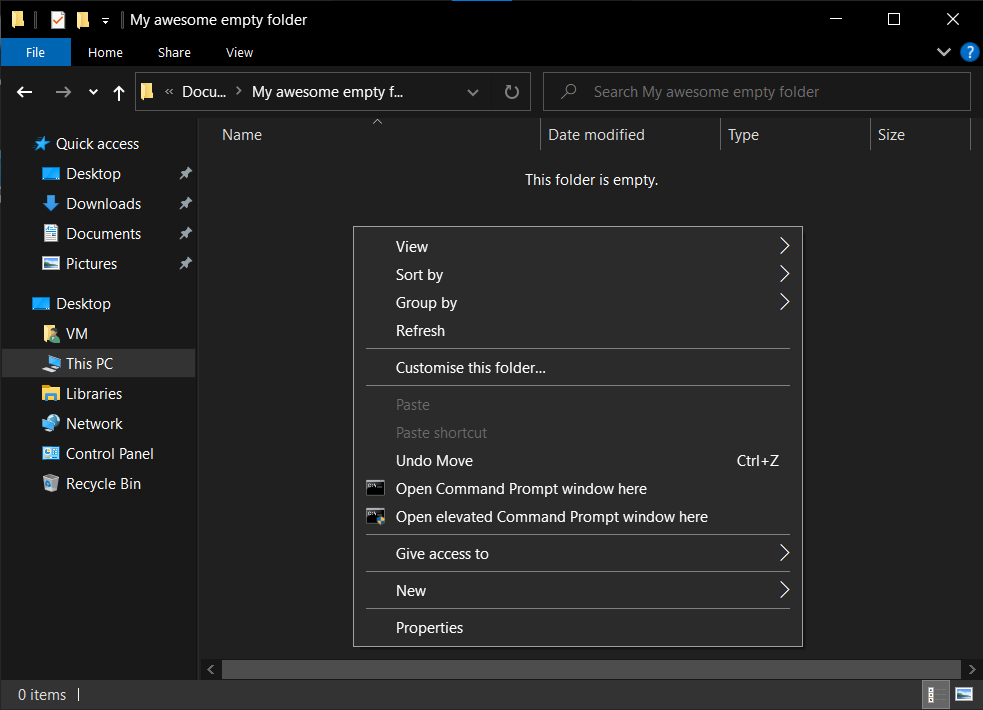 My awesome empty folder
File Home Share View
« Docu... My awesome empty f... Search My awesome empty folder
Name Date modified Type Size
This folder is empty.
Quick access
Desktop
Downloads
Documents
Pictures
Desktop
VM
This PC
Libraries
Network
Control Panel
Recycle Bin
View
Sort by
Group by
Refresh
Customise this folder...
Paste
Paste shortcut
Undo Move Ctrl+Z
Open Command Prompt window here
Open elevated Command Prompt window here
Give access to
New
Properties
0 items